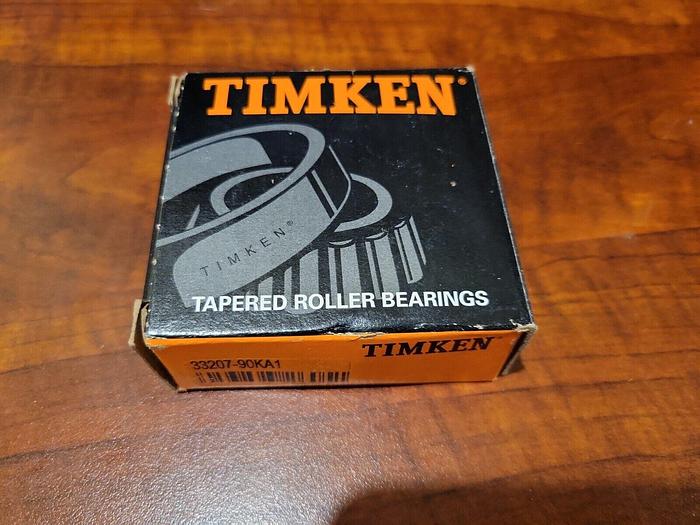 TIMKEN®
TIMKEN®
TAPERED ROLLER BEARINGS
TIMKEN
33207-90KA1